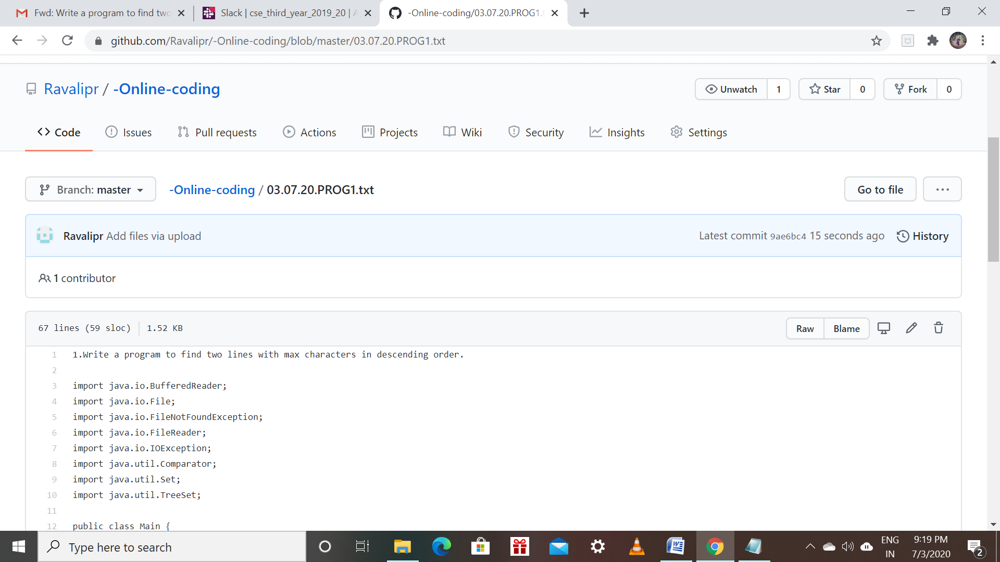 Fwd: Write a program to find two
Slack | cse_third_year_2019_20 | A
-Online-coding/03.07.20.PROG1.t
github.com/Ravalipr/-Online-coding/blob/master/03.07.20.PROG1.txt
Ravalipr / -Online-coding
Unwatch 1 Star 0 Fork 0
Code Issues Pull requests Actions Projects Wiki Security Insights Settings
Branch: master -Online-coding / 03.07.20.PROG1.txt Go to file
Ravalipr Add files via upload Latest commit 9ae6bc4 15 seconds ago History
1 contributor
67 lines (59 sloc) 1.52 KB Raw Blame
1 1.Write a program to find two lines with max characters in descending order.
2
3 import java.io.BufferedReader;
4 import java.io.File;
5 import java.io.FileNotFoundException;
6 import java.io.FileReader;
7 import java.io.IOException;
8 import java.util.Comparator;
9 import java.util.Set;
10 import java.util.TreeSet;
11
12 public class Main {
Type here to search
ENG
IN
9:19 PM
7/3/2020
2